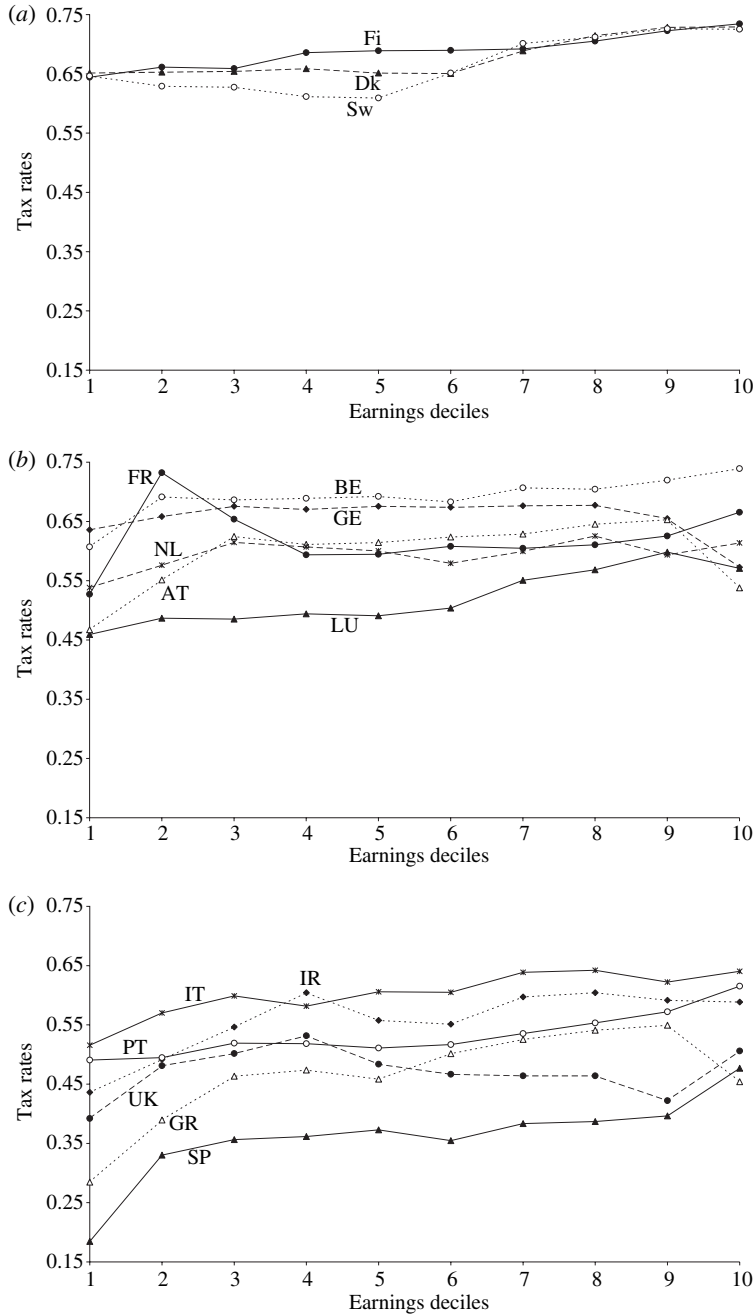 (a)
0.75
0.65
0.55
0.45
0.35
0.25
0.15
Tax rates
Fi
Dk
Sw
1 2 3 4 5 6 7 8 9 10
Earnings deciles
(b)
0.75
0.65
0.55
0.45
0.35
0.25
0.15
Tax rates
FR
BE
GE
NL
AT
LU
1 2 3 4 5 6 7 8 9 10
Earnings deciles
(c)
0.75
0.65
0.55
0.45
0.35
0.25
0.15
Tax rates
IR
IT
PT
UK
GR
SP
1 2 3 4 5 6 7 8 9 10
Earnings deciles